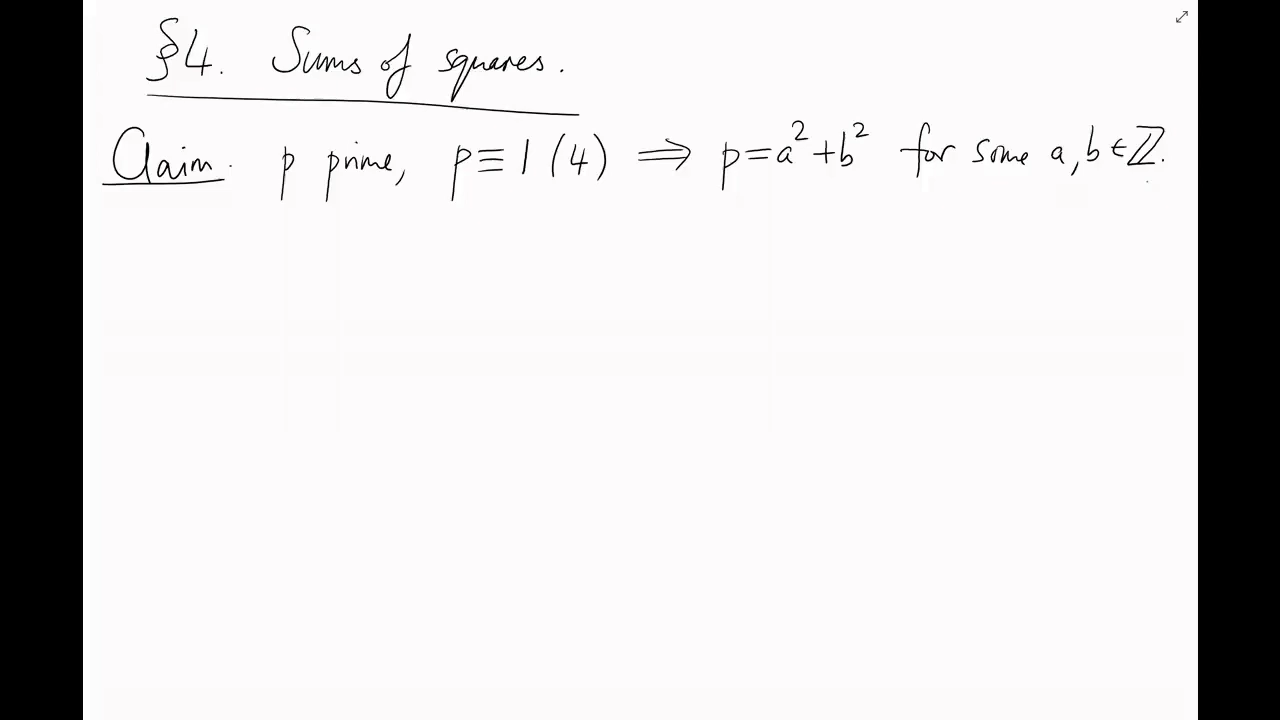 §4. Sums of squares.
Claim. p prime, p≡1 (4) ⟹ p=a²+b² for some a, b ∈ ℤ.